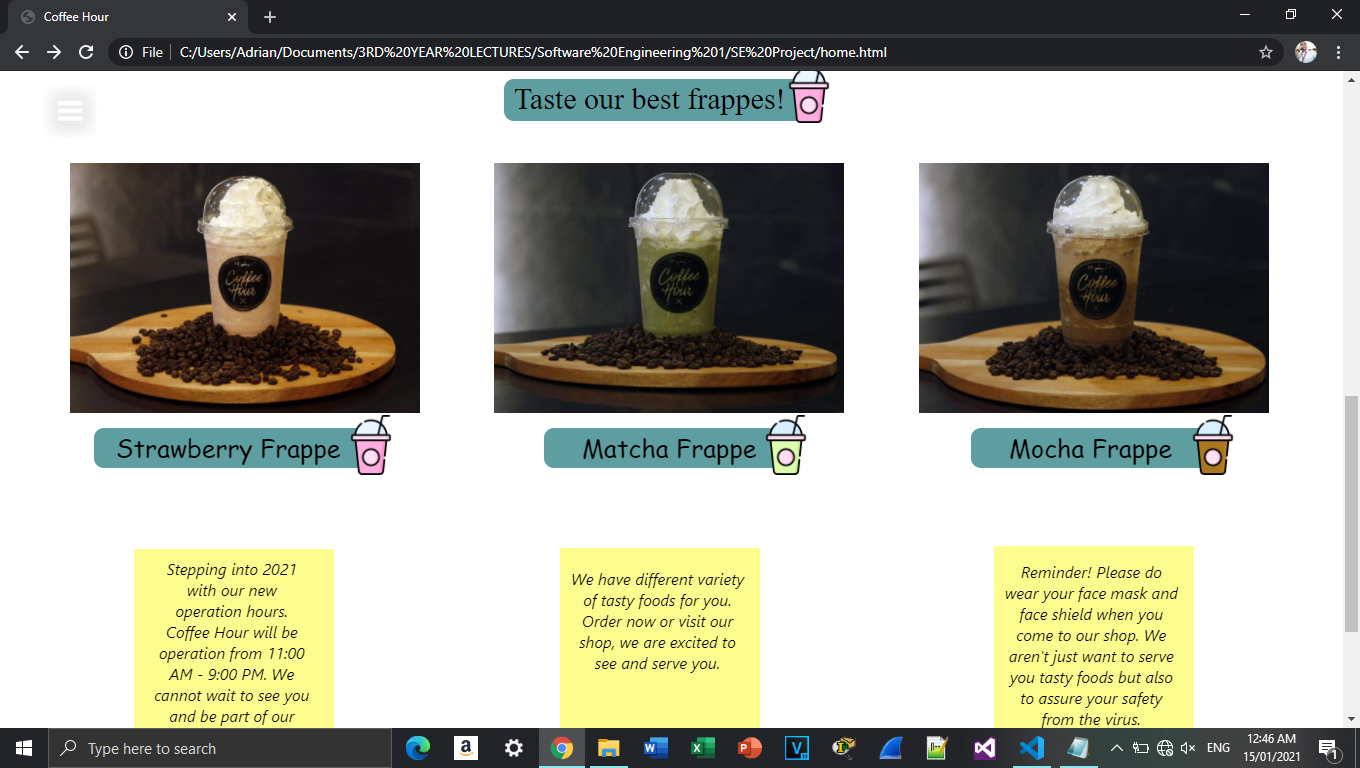 Coffee Hour
File
C:/Users/Adrian/Documents/3RD%20YEAR%20LECTURES/Software%20Engineering%201/SE%20Project/home.html
Taste our best frappes!
Coffee Hour
Coffee Hour
Coffee Hour
Strawberry Frappe
Matcha Frappe
Mocha Frappe
Stepping into 2021
with our new
operation hours.
Coffee Hour will be
operation from 11:00
AM - 9:00 PM. We
cannot wait to see you
and be part of our
We have different variety
of tasty foods for you.
Order now or visit our
shop, we are excited to
see and serve you.
Reminder! Please do
wear your face mask and
face shield when you
come to our shop. We
aren't just want to serve
you tasty foods but also
to assure your safety
from the virus.
Type here to search
ENG
12:46 AM
15/01/2021
1